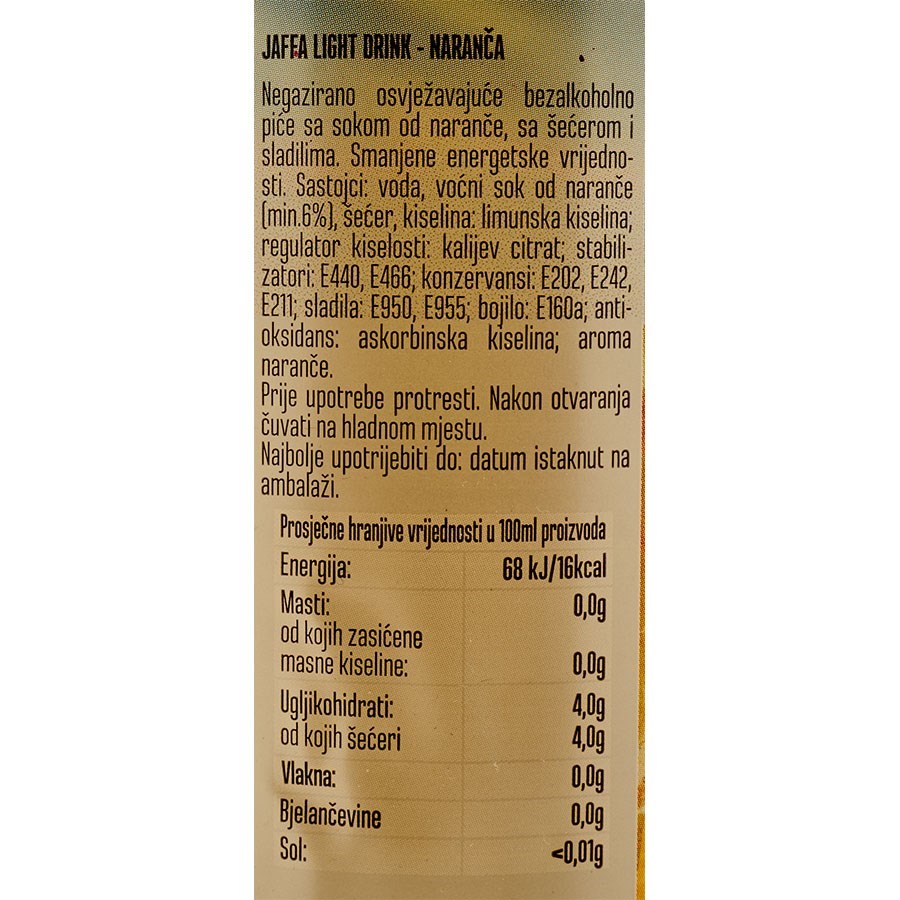 JAFFA LIGHT DRINK - NARANČA
Negazirano osvježavajuće bezalkoholno
piće sa sokom od naranče, sa šećerom i
sladilima. Smanjene energetske vrijedno-
sti. Sastojci: voda, voćni sok od naranče
(min.6%), šećer, kiselina: limunska kiselina;
regulator kiselosti: kalijev citrat; stabili-
zatori: E440, E466; konzervansi: E202, E242,
E211; sladila: E950, E955; bojilo: E160a; anti-
oksidans: askorbinska kiselina; aroma
naranče.
Prije upotrebe protresti. Nakon otvaranja
čuvati na hladnom mjestu.
Najbolje upotrijebiti do: datum istaknut na
ambalaži.
Prosječne hranjive vrijednosti u 100ml proizvoda
Energija: 68 kJ/16kcal
Masti: 0,0g
od kojih zasićene
masne kiseline: 0,0g
Ugljikohidrati: 4,0g
od kojih šećeri 4,0g
Vlakna: 0,0g
Bjelančevine 0,0g
Sol: <0,01g